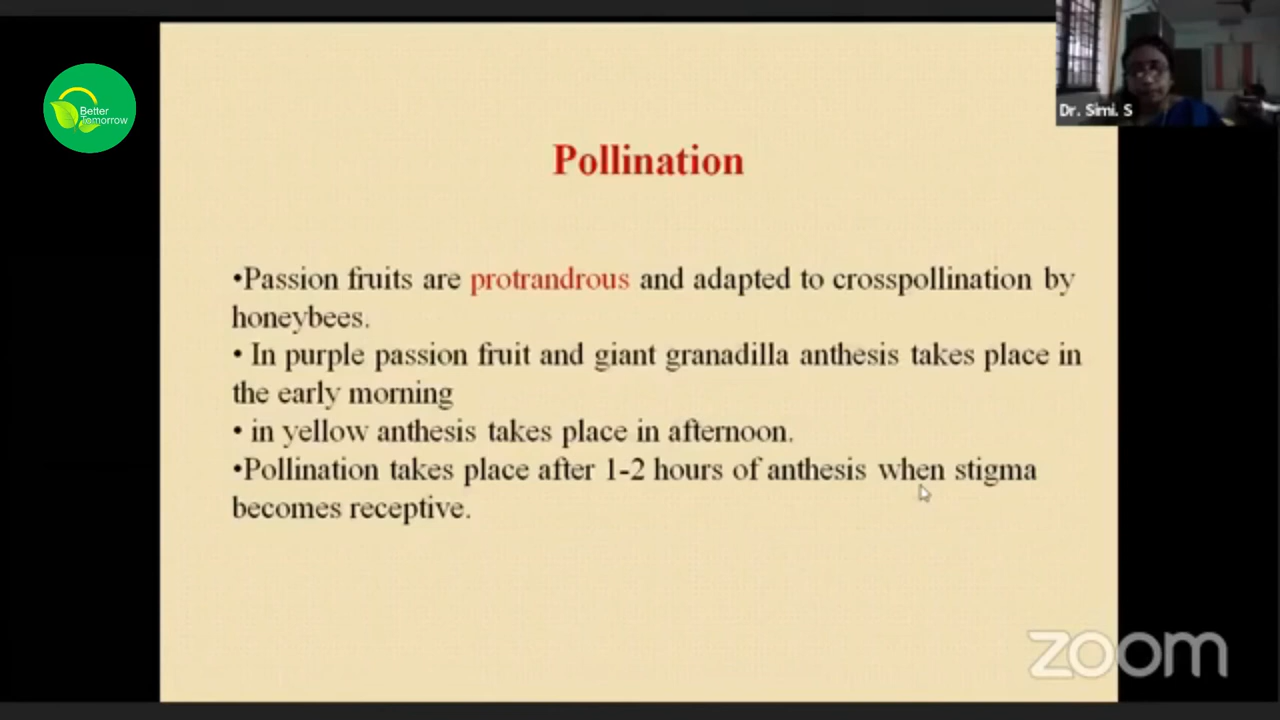 Better
Tomorrow
Dr. Simi. S
Pollination
•Passion fruits are protrandrous and adapted to crosspollination by
honeybees.
• In purple passion fruit and giant granadilla anthesis takes place in
the early morning
• in yellow anthesis takes place in afternoon.
•Pollination takes place after 1-2 hours of anthesis when stigma
becomes receptive.
zoom